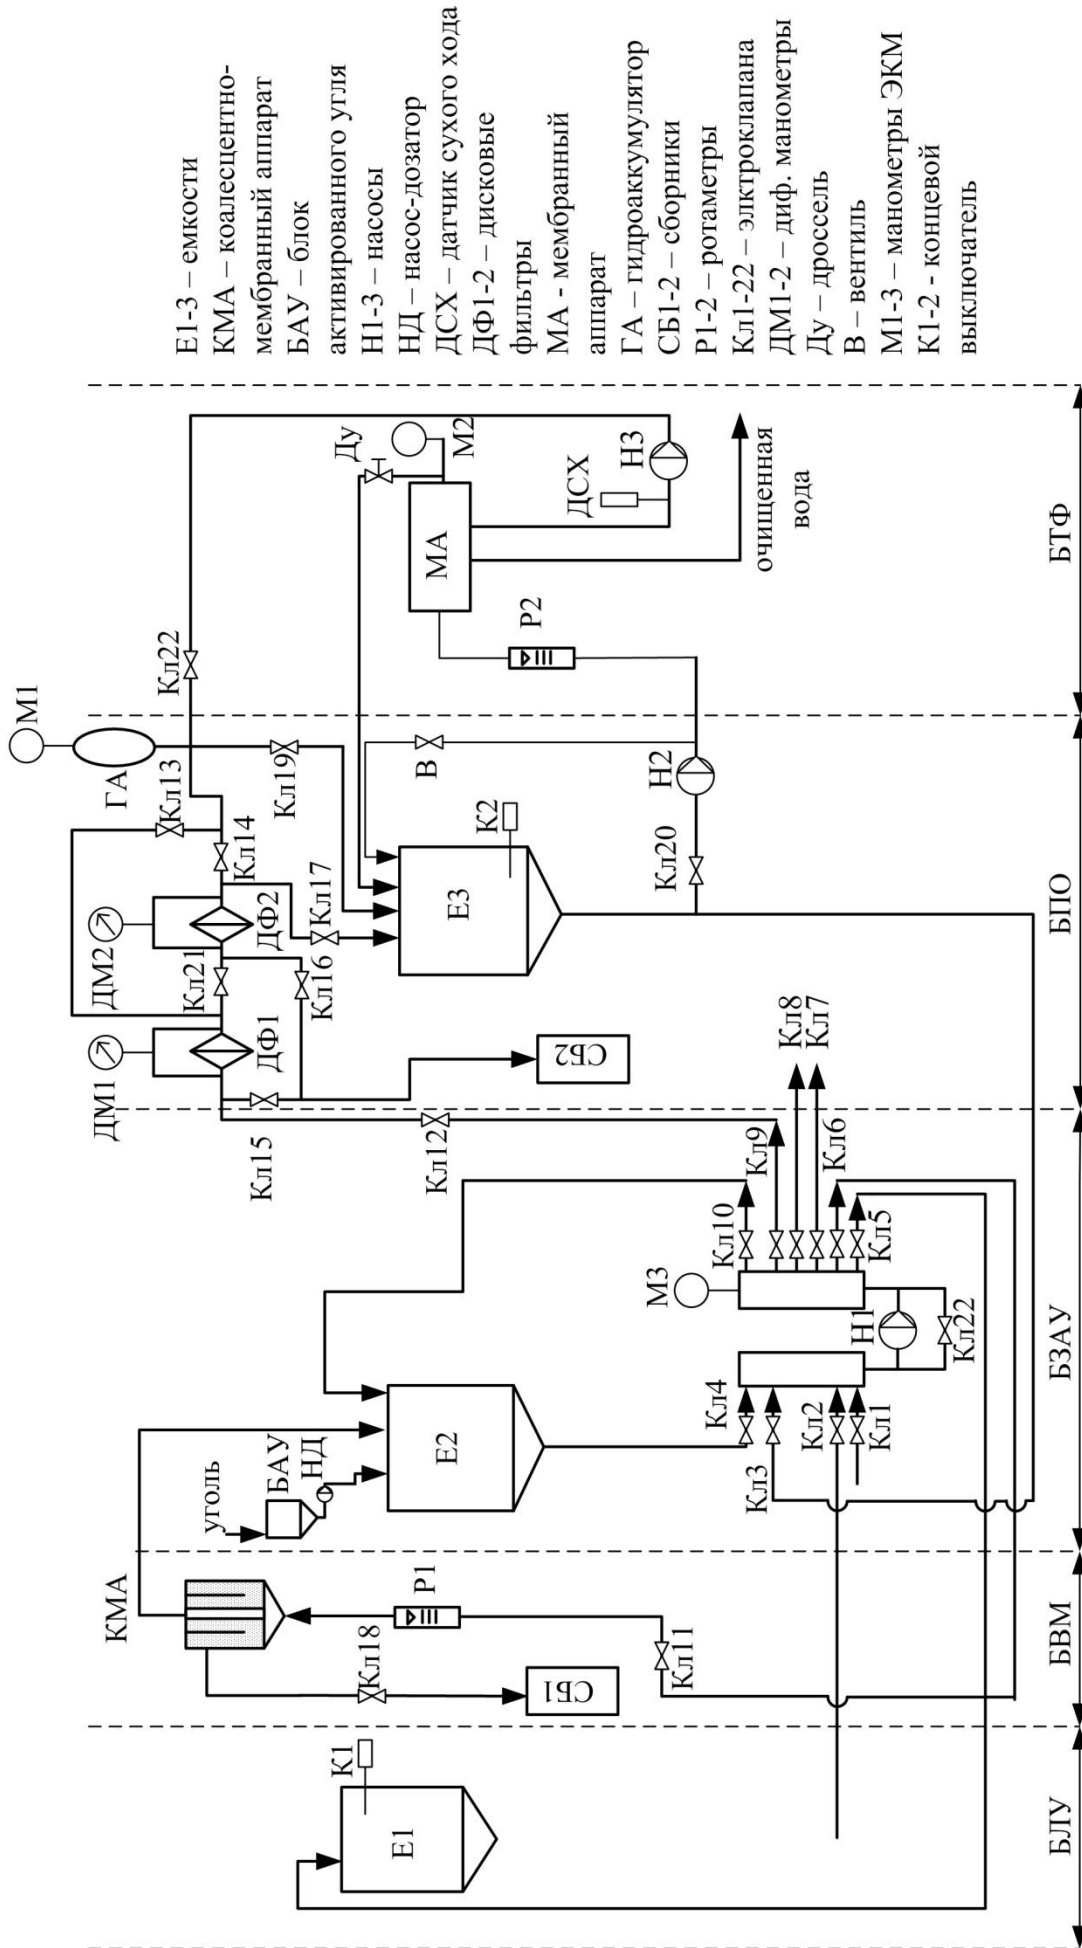 Е1-3 – емкости
КМА – коалесцентно-
мембранный аппарат
БАУ – блок
активированного угля
Н1-3 – насосы
НД – насос-дозатор
ДСХ – датчик сухого хода
ДФ1-2 – дисковые
фильтры
МА - мембранный
аппарат
ГА – гидроаккумулятор
СБ1-2 – сборники
Р1-2 – ротаметры
Кл1-22 – элктроклапана
ДМ1-2 – диф. манометры
Ду – дроссель
В – вентиль
М1-3 – манометры ЭКМ
К1-2 - концевой
выключатель
М1
ГА
Кл13
Кл14
Кл22
Кл19
ДМ2
ДФ2
Кл21
Кл17
Кл16
ДМ1
ДФ1
Кл15
Кл12
СБ2
Е3
К2
В
Н2
Кл20
Ду
М2
МА
ДСХ
Н3
Р2
очищенная
вода
Кл8
Кл7
Кл9
Кл6
Кл10
Кл5
М3
Н1
Кл22
Кл4
Кл3
Кл2
Кл1
Е2
БАУ
НД
уголь
КМА
Р1
Кл18
Кл11
СБ1
К1
Е1
БЛУ
БВМ
БЗАУ
БПО
БТФ